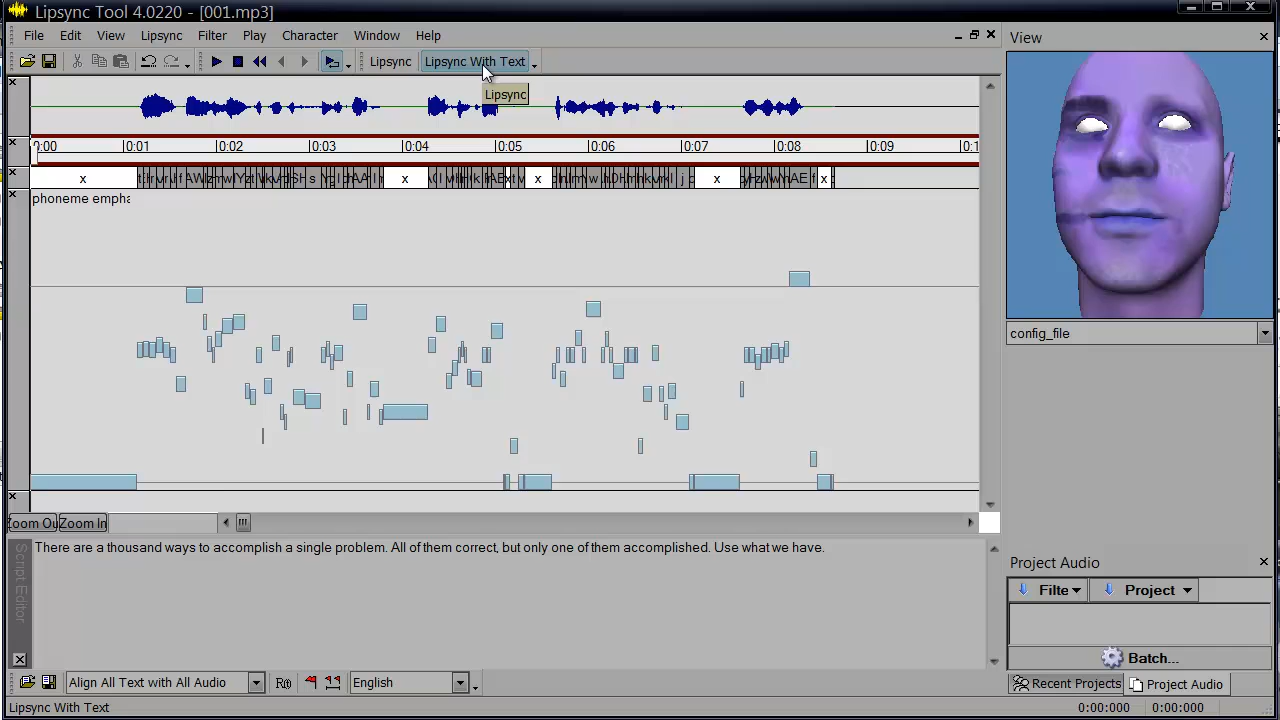 Lipsync Tool 4.0220 - [001.mp3]
File Edit View Lipsync Filter Play Character Window Help
Lipsync Lipsync With Text
Lipsync
0:00 0:01 0:02 0:03 0:04 0:05 0:06 0:07 0:08 0:09
x x x x x
phoneme empha
Zoom Ou Zoom In
There are a thousand ways to accomplish a single problem. All of them correct, but only one of them accomplished. Use what we have.
Script Editor
Align All Text with All Audio English
Lipsync With Text
View
config_file
Project Audio
Filte Project
Batch...
Recent Projects Project Audio
0:00:000 0:00:000